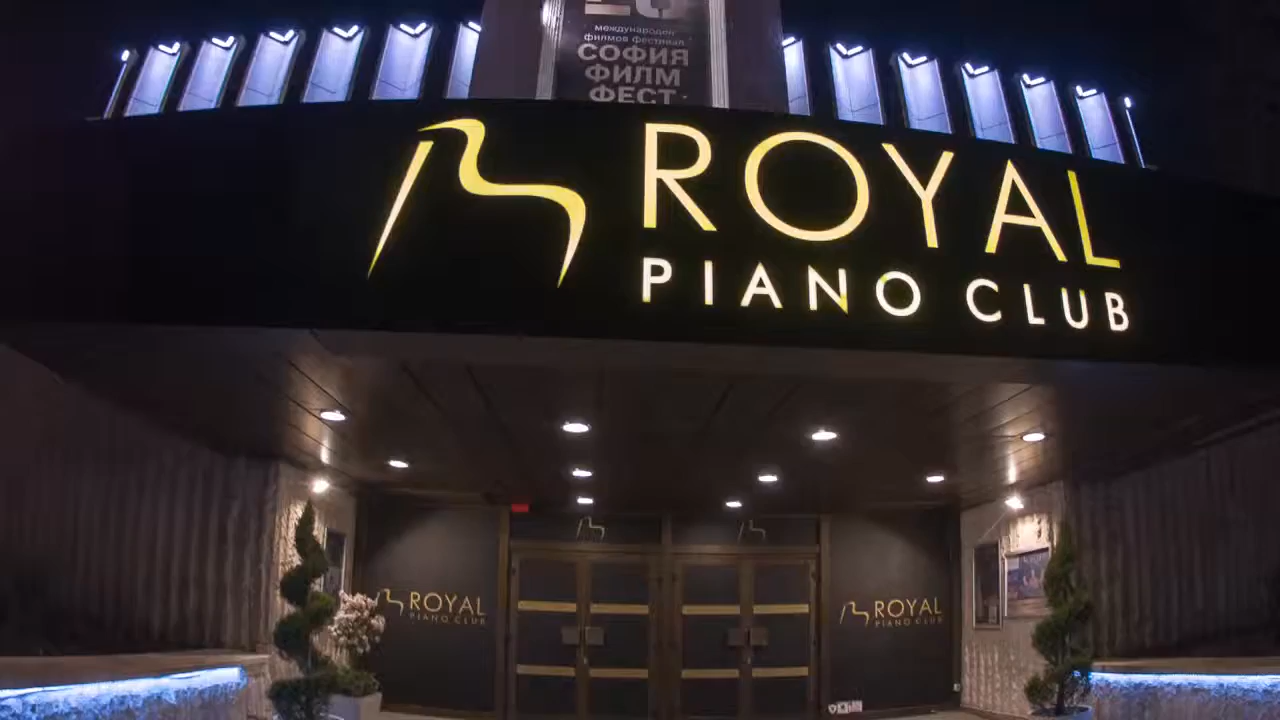 международен
филмов фестивал
СОФИЯ
ФИЛМ
ФЕСТ
ROYAL
PIANO CLUB
ROYAL
PIANO CLUB
ROYAL
PIANO CLUB